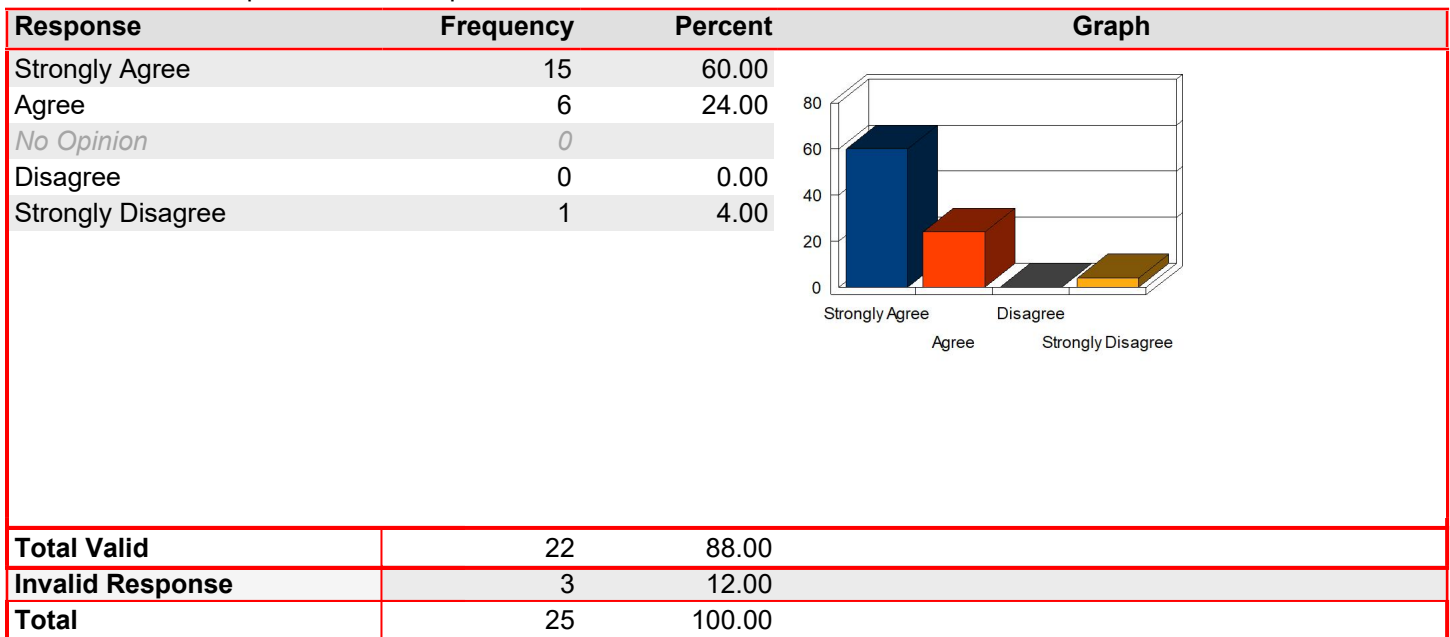 Response Frequency Percent Graph
Strongly Agree 15 60.00
Agree 6 24.00
No Opinion 0
Disagree 0 0.00
Strongly Disagree 1 4.00
80
60
40
20
0
Strongly Agree Disagree
Agree Strongly Disagree
Total Valid 22 88.00
Invalid Response 3 12.00
Total 25 100.00